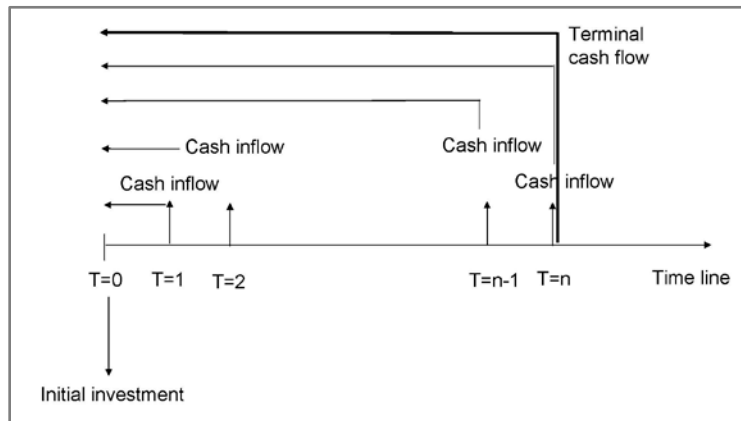 Terminal
cash flow
Cash inflow
Cash inflow
Cash inflow
Cash inflow
T=0
T=1
T=2
T=n-1
T=n
Time line
Initial investment